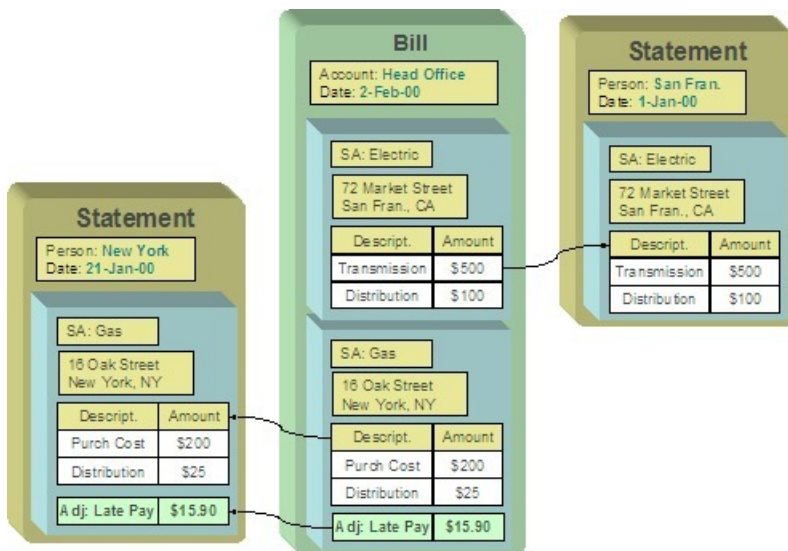 Statement
Person: New York
Date: 21-Jan-00
SA: Gas
16 Oak Street
New York, NY
Descript. Amount
Purch Cost $200
Distribution $25
Adj: Late Pay $15.90
Bill
Account: Head Office
Date: 2-Feb-00
SA: Electric
72 Market Street
San Fran., CA
Descript. Amount
Transmission $500
Distribution $100
SA: Gas
16 Oak Street
New York, NY
Descript. Amount
Purch Cost $200
Distribution $25
Adj: Late Pay $15.90
Statement
Person: San Fran.
Date: 1-Jan-00
SA: Electric
72 Market Street
San Fran., CA
Descript. Amount
Transmission $500
Distribution $100